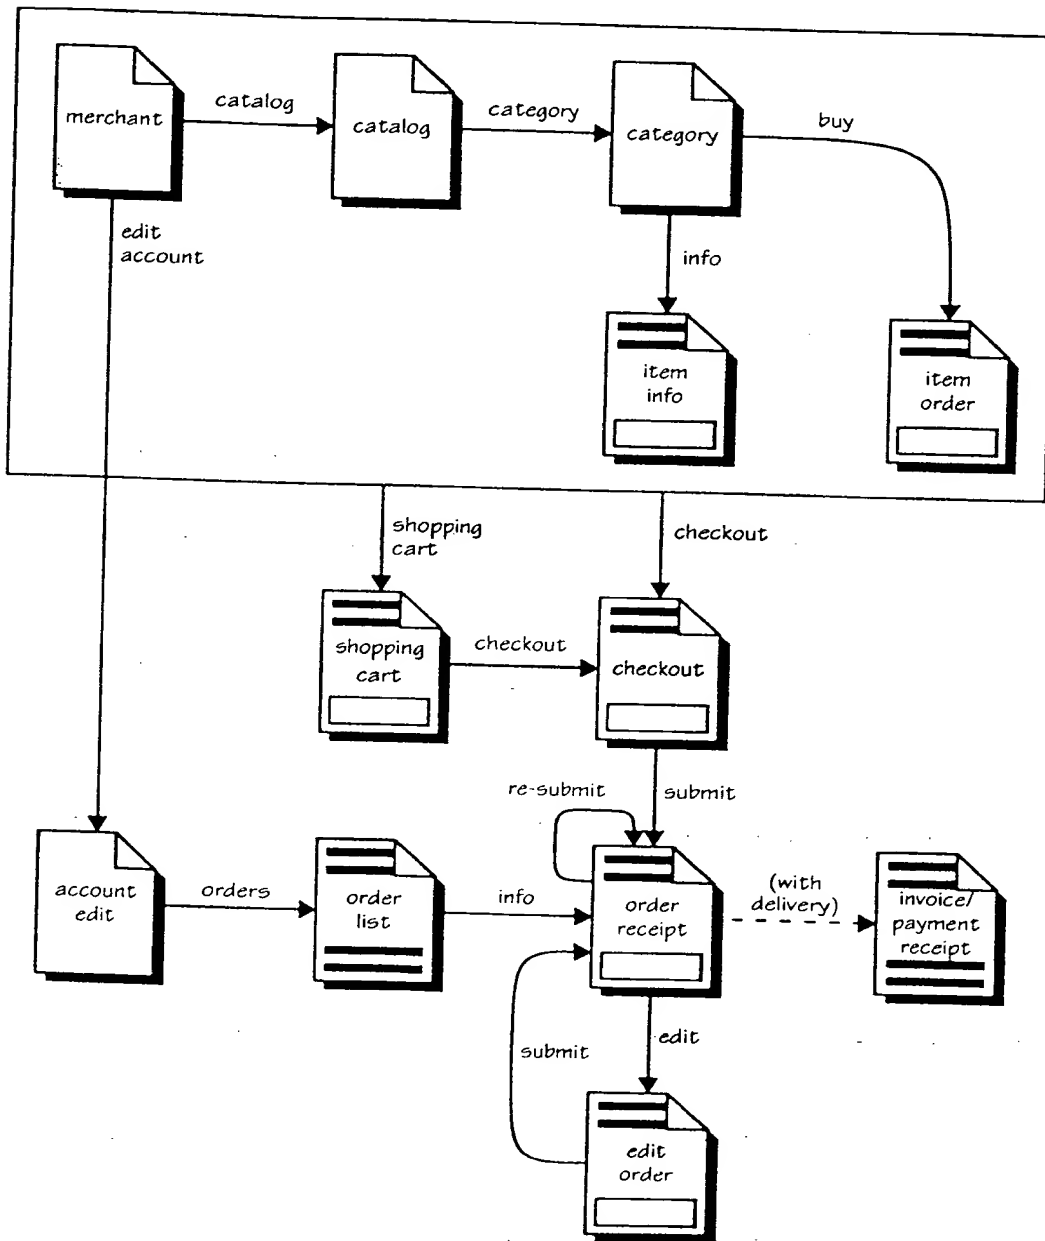 merchant
catalog
catalog
category
category
buy
edit
account
info
item
info
item
order
shopping
cart
checkout
shopping
cart
checkout
checkout
re-submit
submit
account
edit
orders
order
list
info
order
receipt
(with
delivery)
invoice/
payment
receipt
submit
edit
edit
order